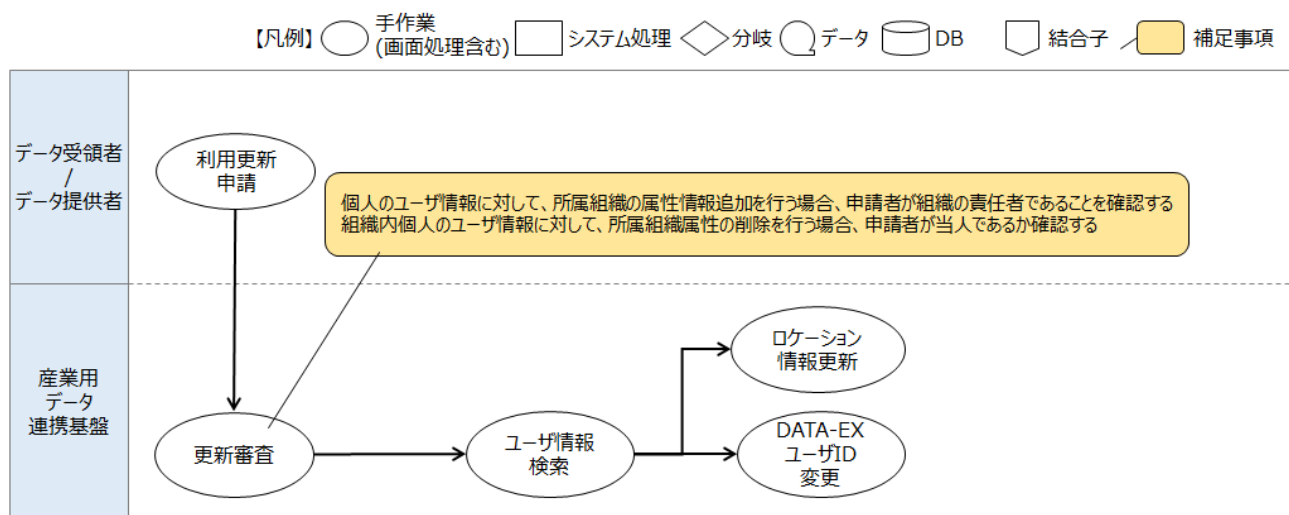 【凡例】
手作業
(画面処理含む)
システム処理
分岐
データ
DB
結合子
補足事項
データ受領者
/
データ提供者
利用更新
申請
個人のユーザ情報に対して、所属組織の属性情報追加を行う場合、申請者が組織の責任者であることを確認する
組織内個人のユーザ情報に対して、所属組織属性の削除を行う場合、申請者が当人であるか確認する
産業用
データ
連携基盤
更新審査
ユーザ情報
検索
ロケーション
情報更新
DATA-EX
ユーザID
変更